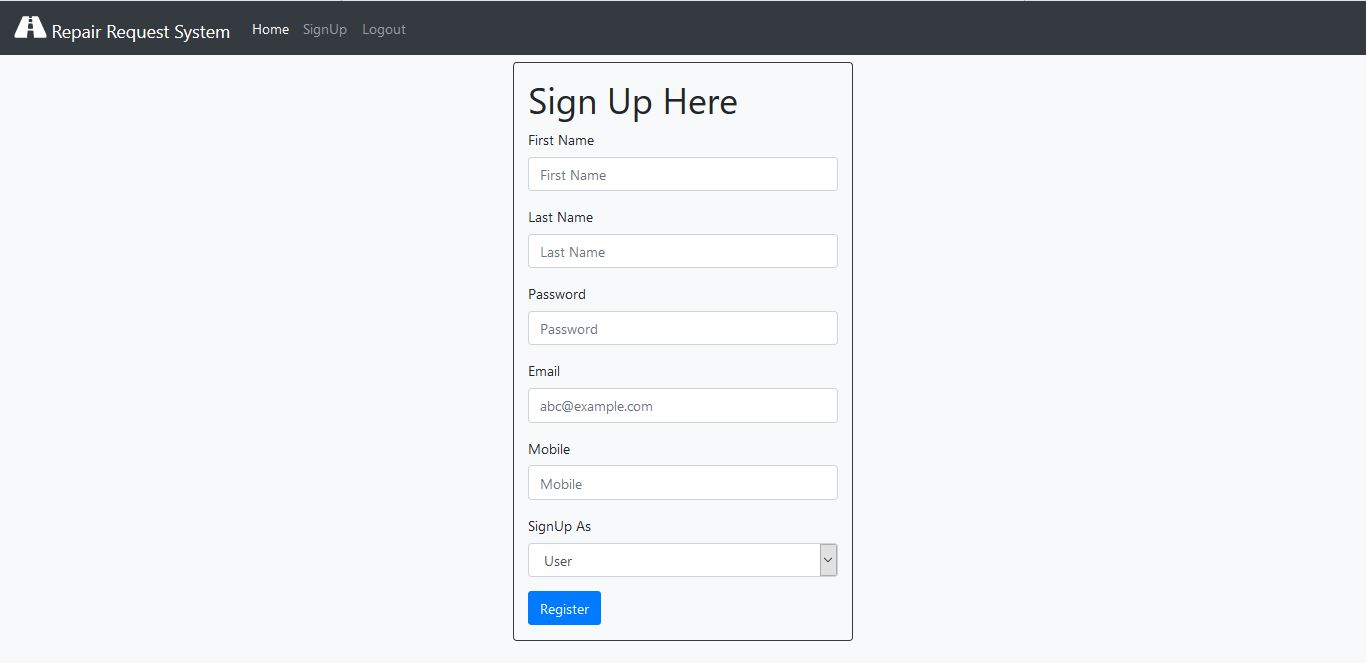 Repair Request System Home SignUp Logout
Sign Up Here
First Name
First Name
Last Name
Last Name
Password
Password
Email
abc@example.com
Mobile
Mobile
SignUp As
User
Register